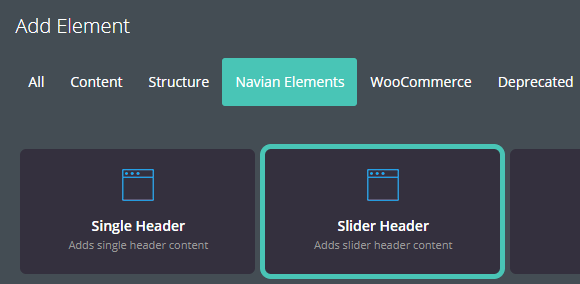 Add Element
All Content Structure Navian Elements WooCommerce Deprecated
Single Header Slider Header
Adds single header content Adds slider header content